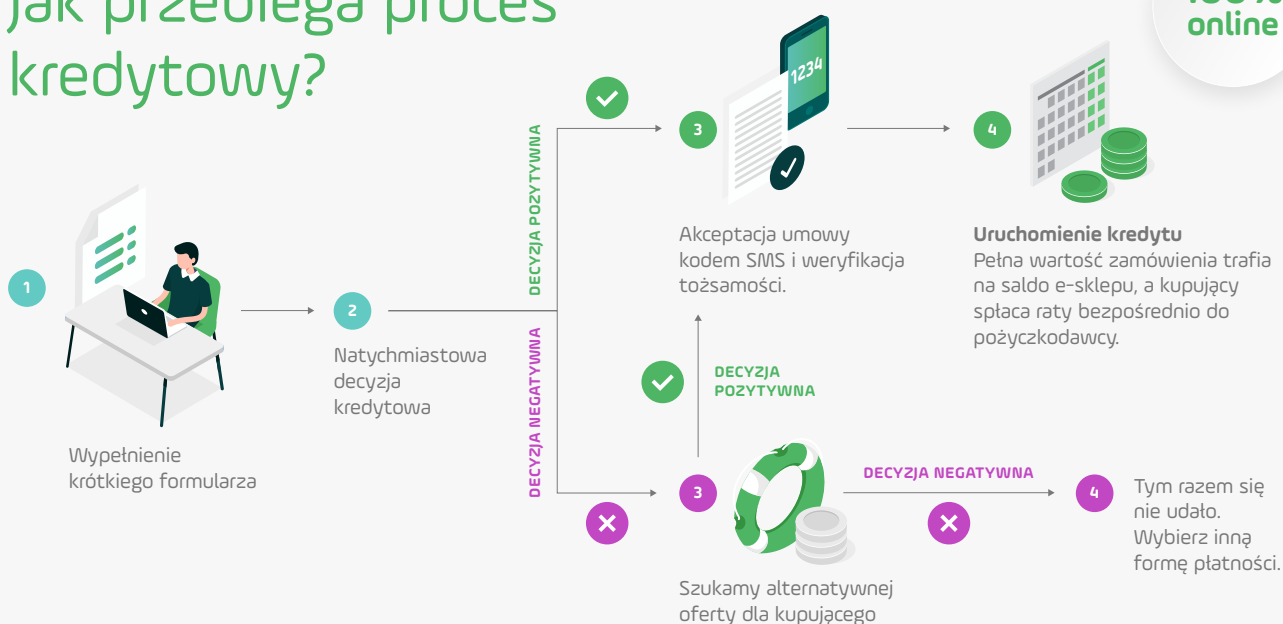 Jak przebiega proces
kredytowy?
online
1
Wypełnienie
krótkiego formularza
2
Natychmiastowa
decyzja
kredytowa
DECYZJA POZYTYWNA
3
1234
Akceptacja umowy
kodem SMS i weryfikacja
tożsamości.
4
Uruchomienie kredytu
Pełna wartość zamówienia trafia
na saldo e-sklepu, a kupujący
spłaca raty bezpośrednio do
pożyczkodawcy.
DECYZJA NEGATYWNA
3
Szukamy alternatywnej
oferty dla kupującego
DECYZJA
POZYTYWNA
DECYZJA NEGATYWNA
4
Tym razem się
nie udało.
Wybierz inną
formę płatności.